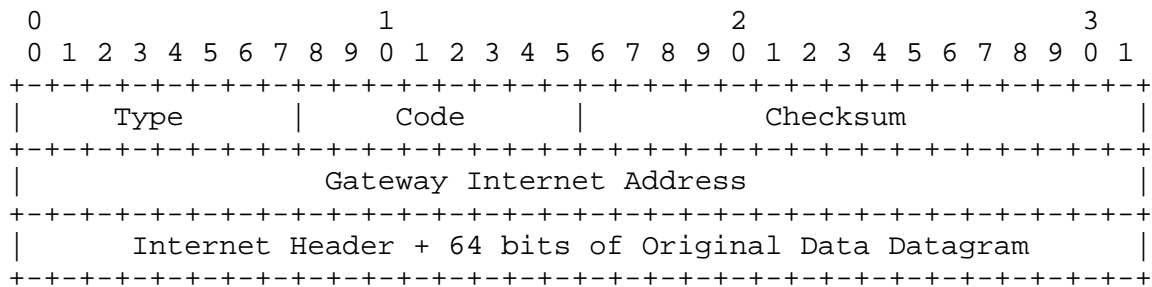 0                   1                   2                   3
 0 1 2 3 4 5 6 7 8 9 0 1 2 3 4 5 6 7 8 9 0 1 2 3 4 5 6 7 8 9 0 1
+-+-+-+-+-+-+-+-+-+-+-+-+-+-+-+-+-+-+-+-+-+-+-+-+-+-+-+-+-+-+-+-+
|     Type      |     Code      |          Checksum             |
+-+-+-+-+-+-+-+-+-+-+-+-+-+-+-+-+-+-+-+-+-+-+-+-+-+-+-+-+-+-+-+-+
|                 Gateway Internet Address                      |
+-+-+-+-+-+-+-+-+-+-+-+-+-+-+-+-+-+-+-+-+-+-+-+-+-+-+-+-+-+-+-+-+
|      Internet Header + 64 bits of Original Data Datagram      |
+-+-+-+-+-+-+-+-+-+-+-+-+-+-+-+-+-+-+-+-+-+-+-+-+-+-+-+-+-+-+-+-+